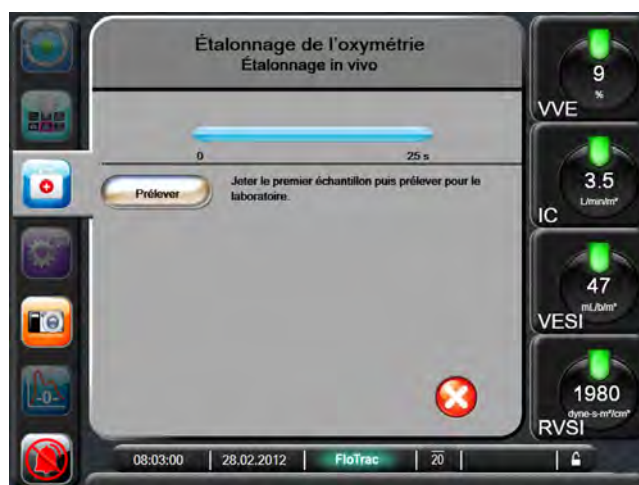 Étalonnage de l'oxymétrie
Étalonnage in vivo
0 25 s
Prélever
Jeter le premier échantillon puis prélever pour le
laboratoire.
9
%
VVE
3.5
L/min/m²
IC
47
mL/b/m²
VESI
1980
dyne-s-m²/cm⁵
RVSI
-0-
08:03:00 28.02.2012 FloTrac 20